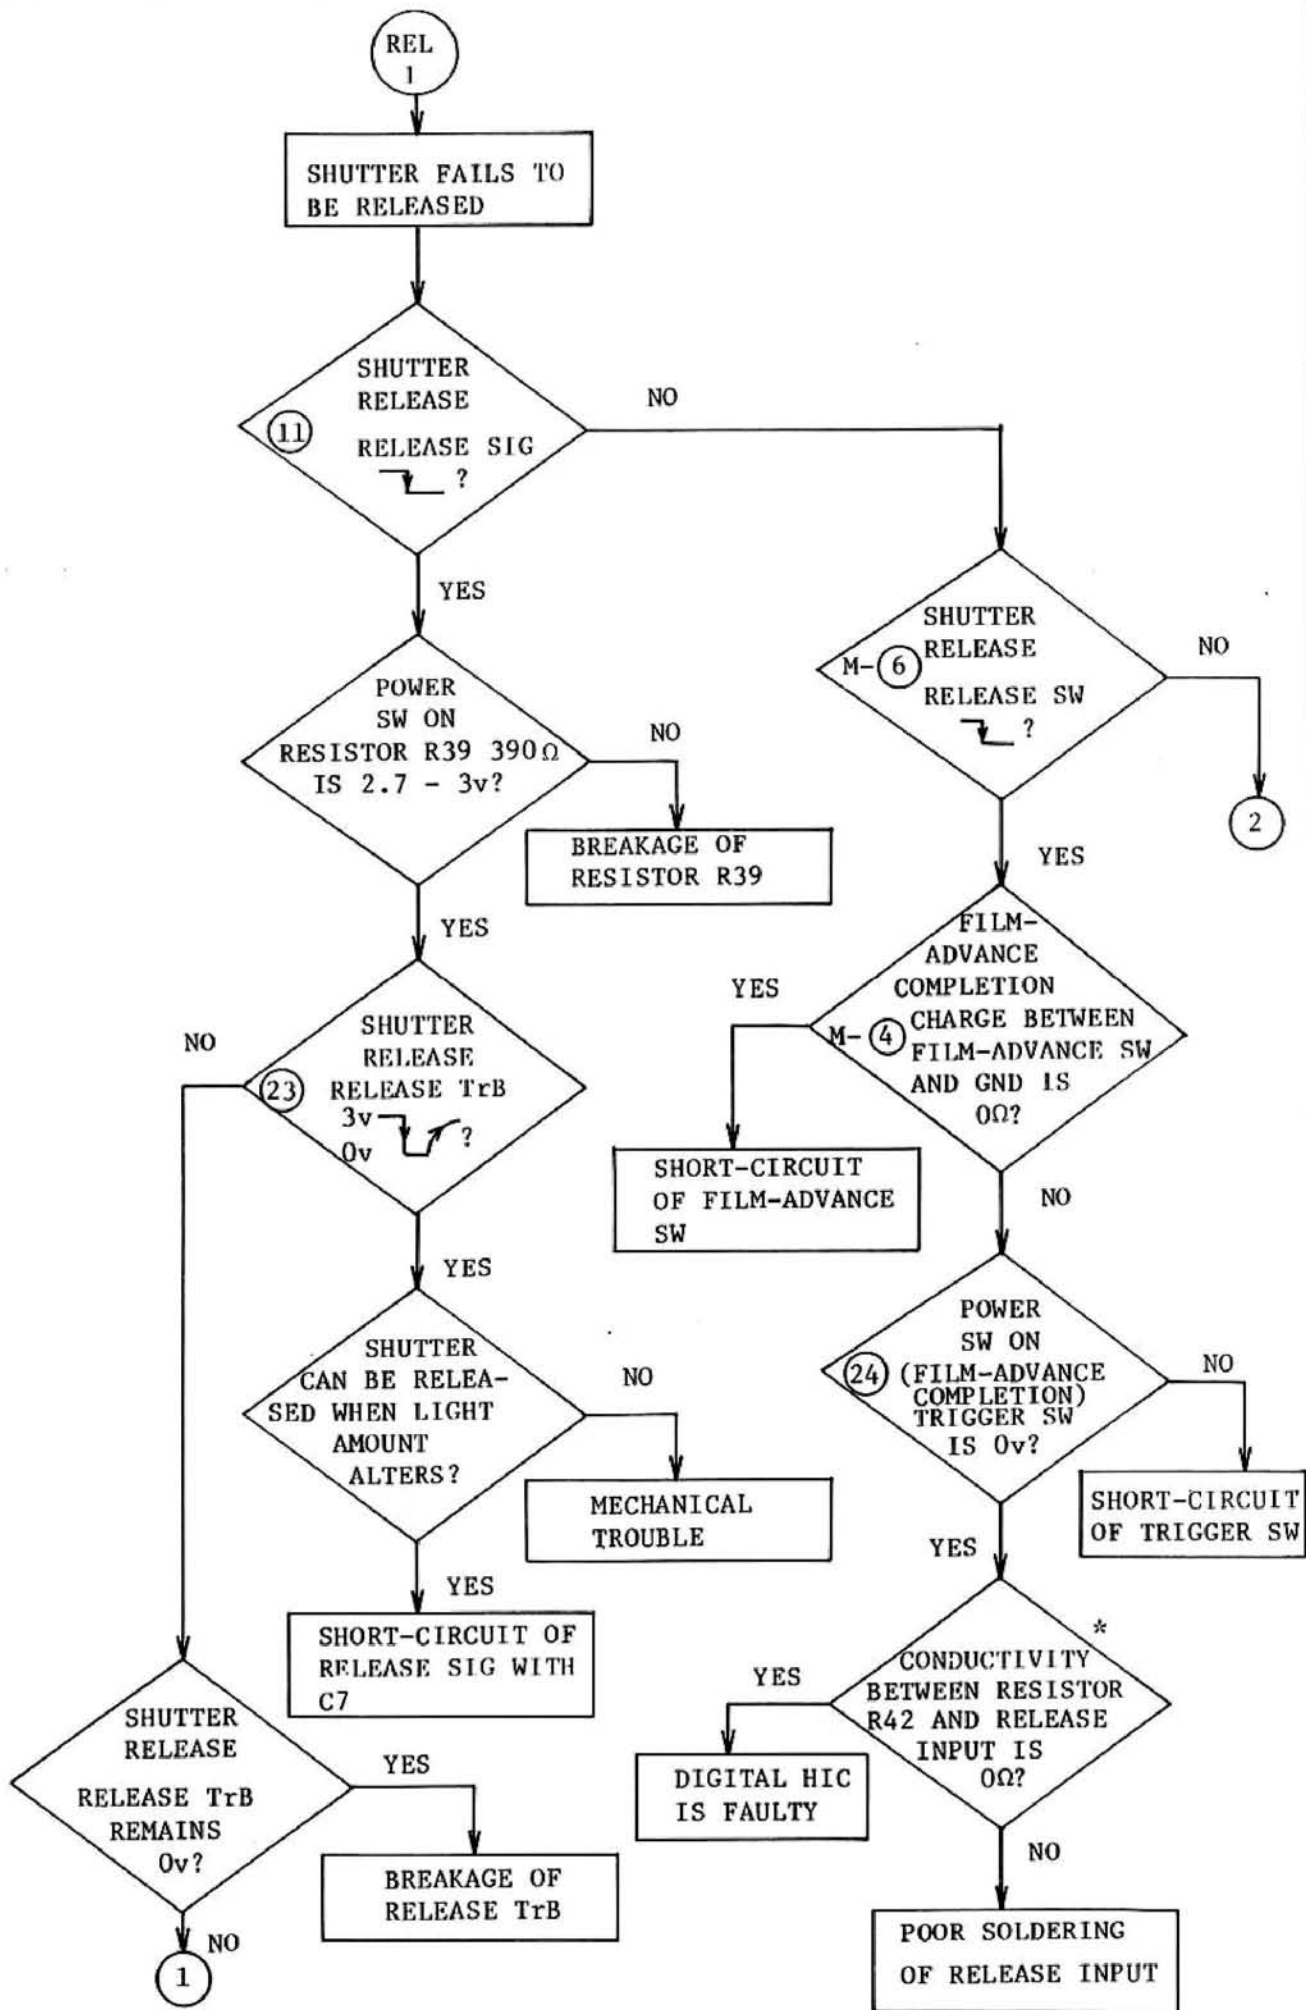 REL
1
SHUTTER FAILS TO
BE RELEASED
SHUTTER
RELEASE
11
RELEASE SIG
?
NO
YES
POWER
SW ON
RESISTOR R39 390Ω
IS 2.7 - 3v?
NO
BREAKAGE OF
RESISTOR R39
YES
SHUTTER
RELEASE
23
RELEASE TrB
3v
0v
?
NO
YES
SHUTTER
CAN BE RELEA-
SED WHEN LIGHT
AMOUNT
ALTERS?
NO
MECHANICAL
TROUBLE
YES
SHORT-CIRCUIT OF
RELEASE SIG WITH
C7
SHUTTER
RELEASE
RELEASE TrB
REMAINS
0v?
YES
BREAKAGE OF
RELEASE TrB
NO
1
SHUTTER
RELEASE
M-6
RELEASE SW
?
NO
2
YES
FILM-
ADVANCE
COMPLETION
M-4 CHARGE BETWEEN
FILM-ADVANCE SW
AND GND IS
0Ω?
YES
SHORT-CIRCUIT
OF FILM-ADVANCE
SW
NO
POWER
SW ON
24 (FILM-ADVANCE
COMPLETION)
TRIGGER SW
IS 0v?
NO
SHORT-CIRCUIT
OF TRIGGER SW
YES
*
CONDUCTIVITY
BETWEEN RESISTOR
R42 AND RELEASE
INPUT IS
0Ω?
YES
DIGITAL HIC
IS FAULTY
NO
POOR SOLDERING
OF RELEASE INPUT